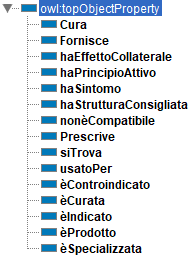 owl:topObjectProperty
Cura
Fornisce
haEffettoCollaterale
haPrincipioAttivo
haSintomo
haStrutturaConsigliata
nonèCompatibile
Prescrive
siTrova
usatoPer
èControindicato
èCurata
èIndicato
èProdotto
èSpecializzata